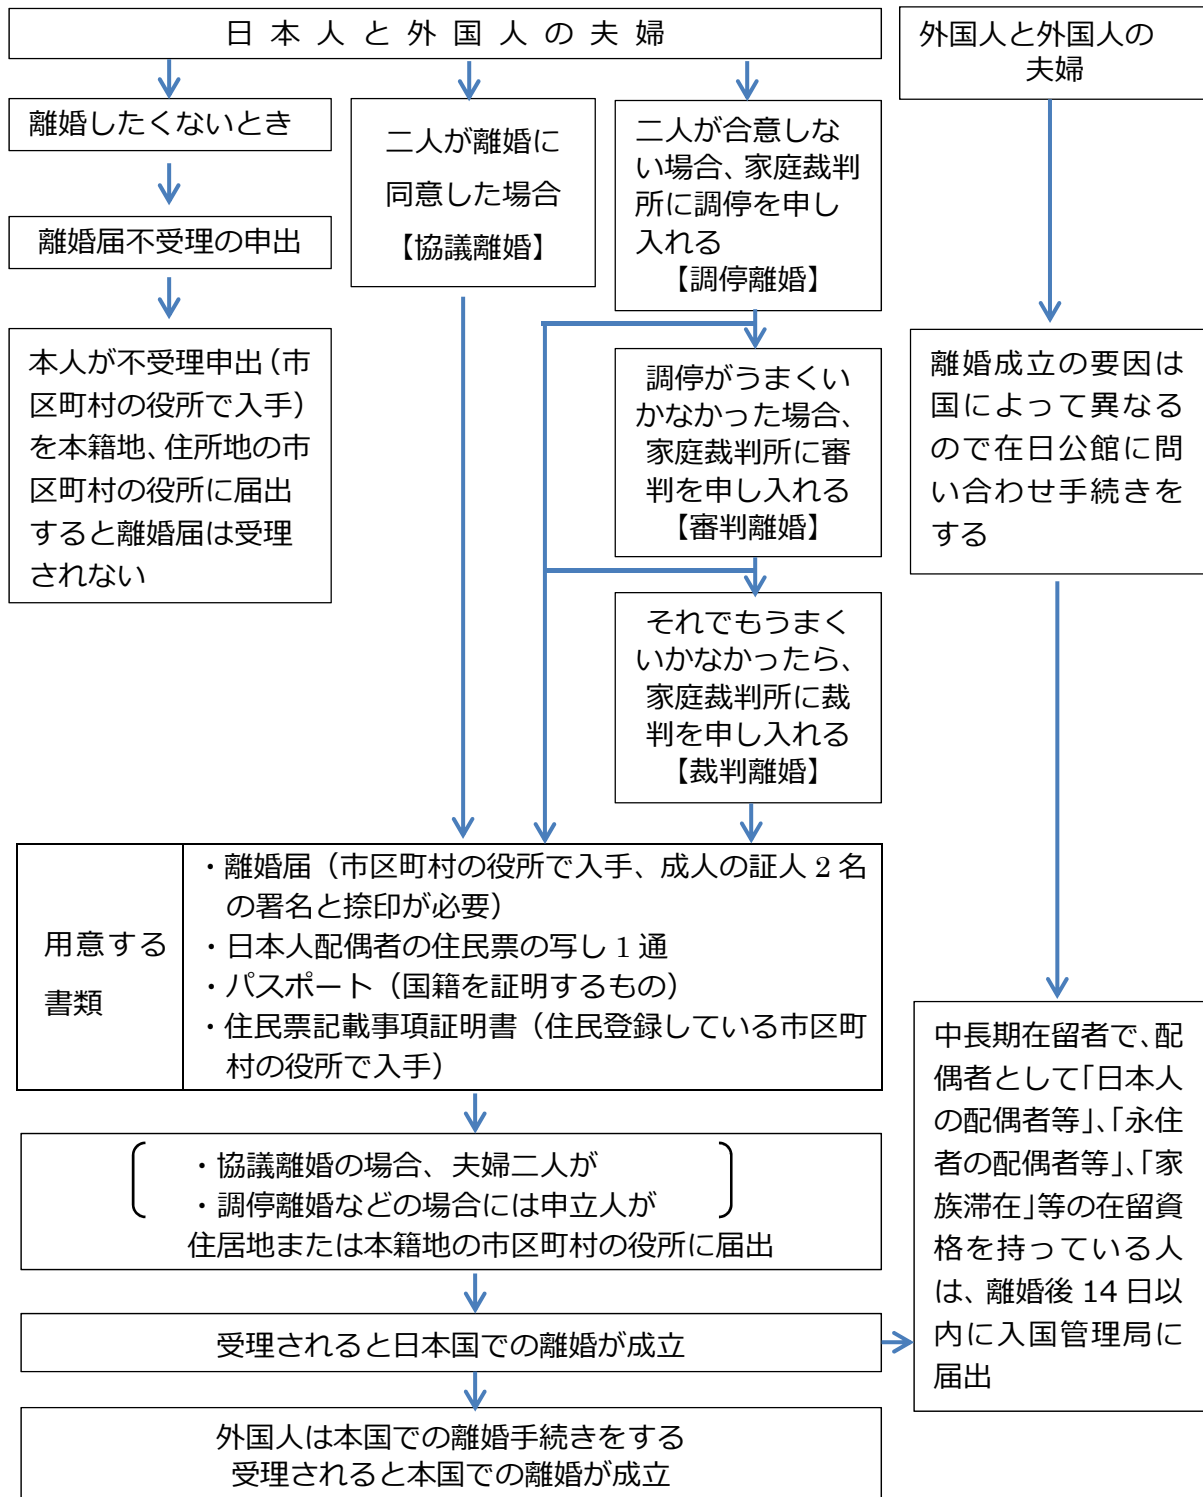 日本人と外国人の夫婦
離婚したくないとき
離婚届不受理の申出
本人が不受理申出（市
区町村の役所で入手）
を本籍地、住所地の市
区町村の役所に届出
すると離婚届は受理
されない
二人が離婚に
同意した場合
【協議離婚】
二人が合意しな
い場合、家庭裁判
所に調停を申し
入れる
【調停離婚】
調停がうまくい
かなかった場合、
家庭裁判所に審
判を申し入れる
【審判離婚】
それでもうまく
いかなかったら、
家庭裁判所に裁
判を申し入れる
【裁判離婚】
外国人と外国人の
夫婦
離婚成立の要因は
国によって異なる
ので在日公館に問
い合わせ手続きを
する
用意する
書類
・離婚届（市区町村の役所で入手、成人の証人2名
の署名と捺印が必要）
・日本人配偶者の住民票の写し1通
・パスポート（国籍を証明するもの）
・住民票記載事項証明書（住民登録している市区町
村の役所で入手）
・協議離婚の場合、夫婦二人が
・調停離婚などの場合には申立人が
住居地または本籍地の市区町村の役所に届出
受理されると日本国での離婚が成立
外国人は本国での離婚手続きをする
受理されると本国での離婚が成立
中長期在留者で、配
偶者として「日本人
の配偶者等」、「永住
者の配偶者等」、「家
族滞在」等の在留資
格を持っている人
は、離婚後14日以
内に入国管理局に
届出